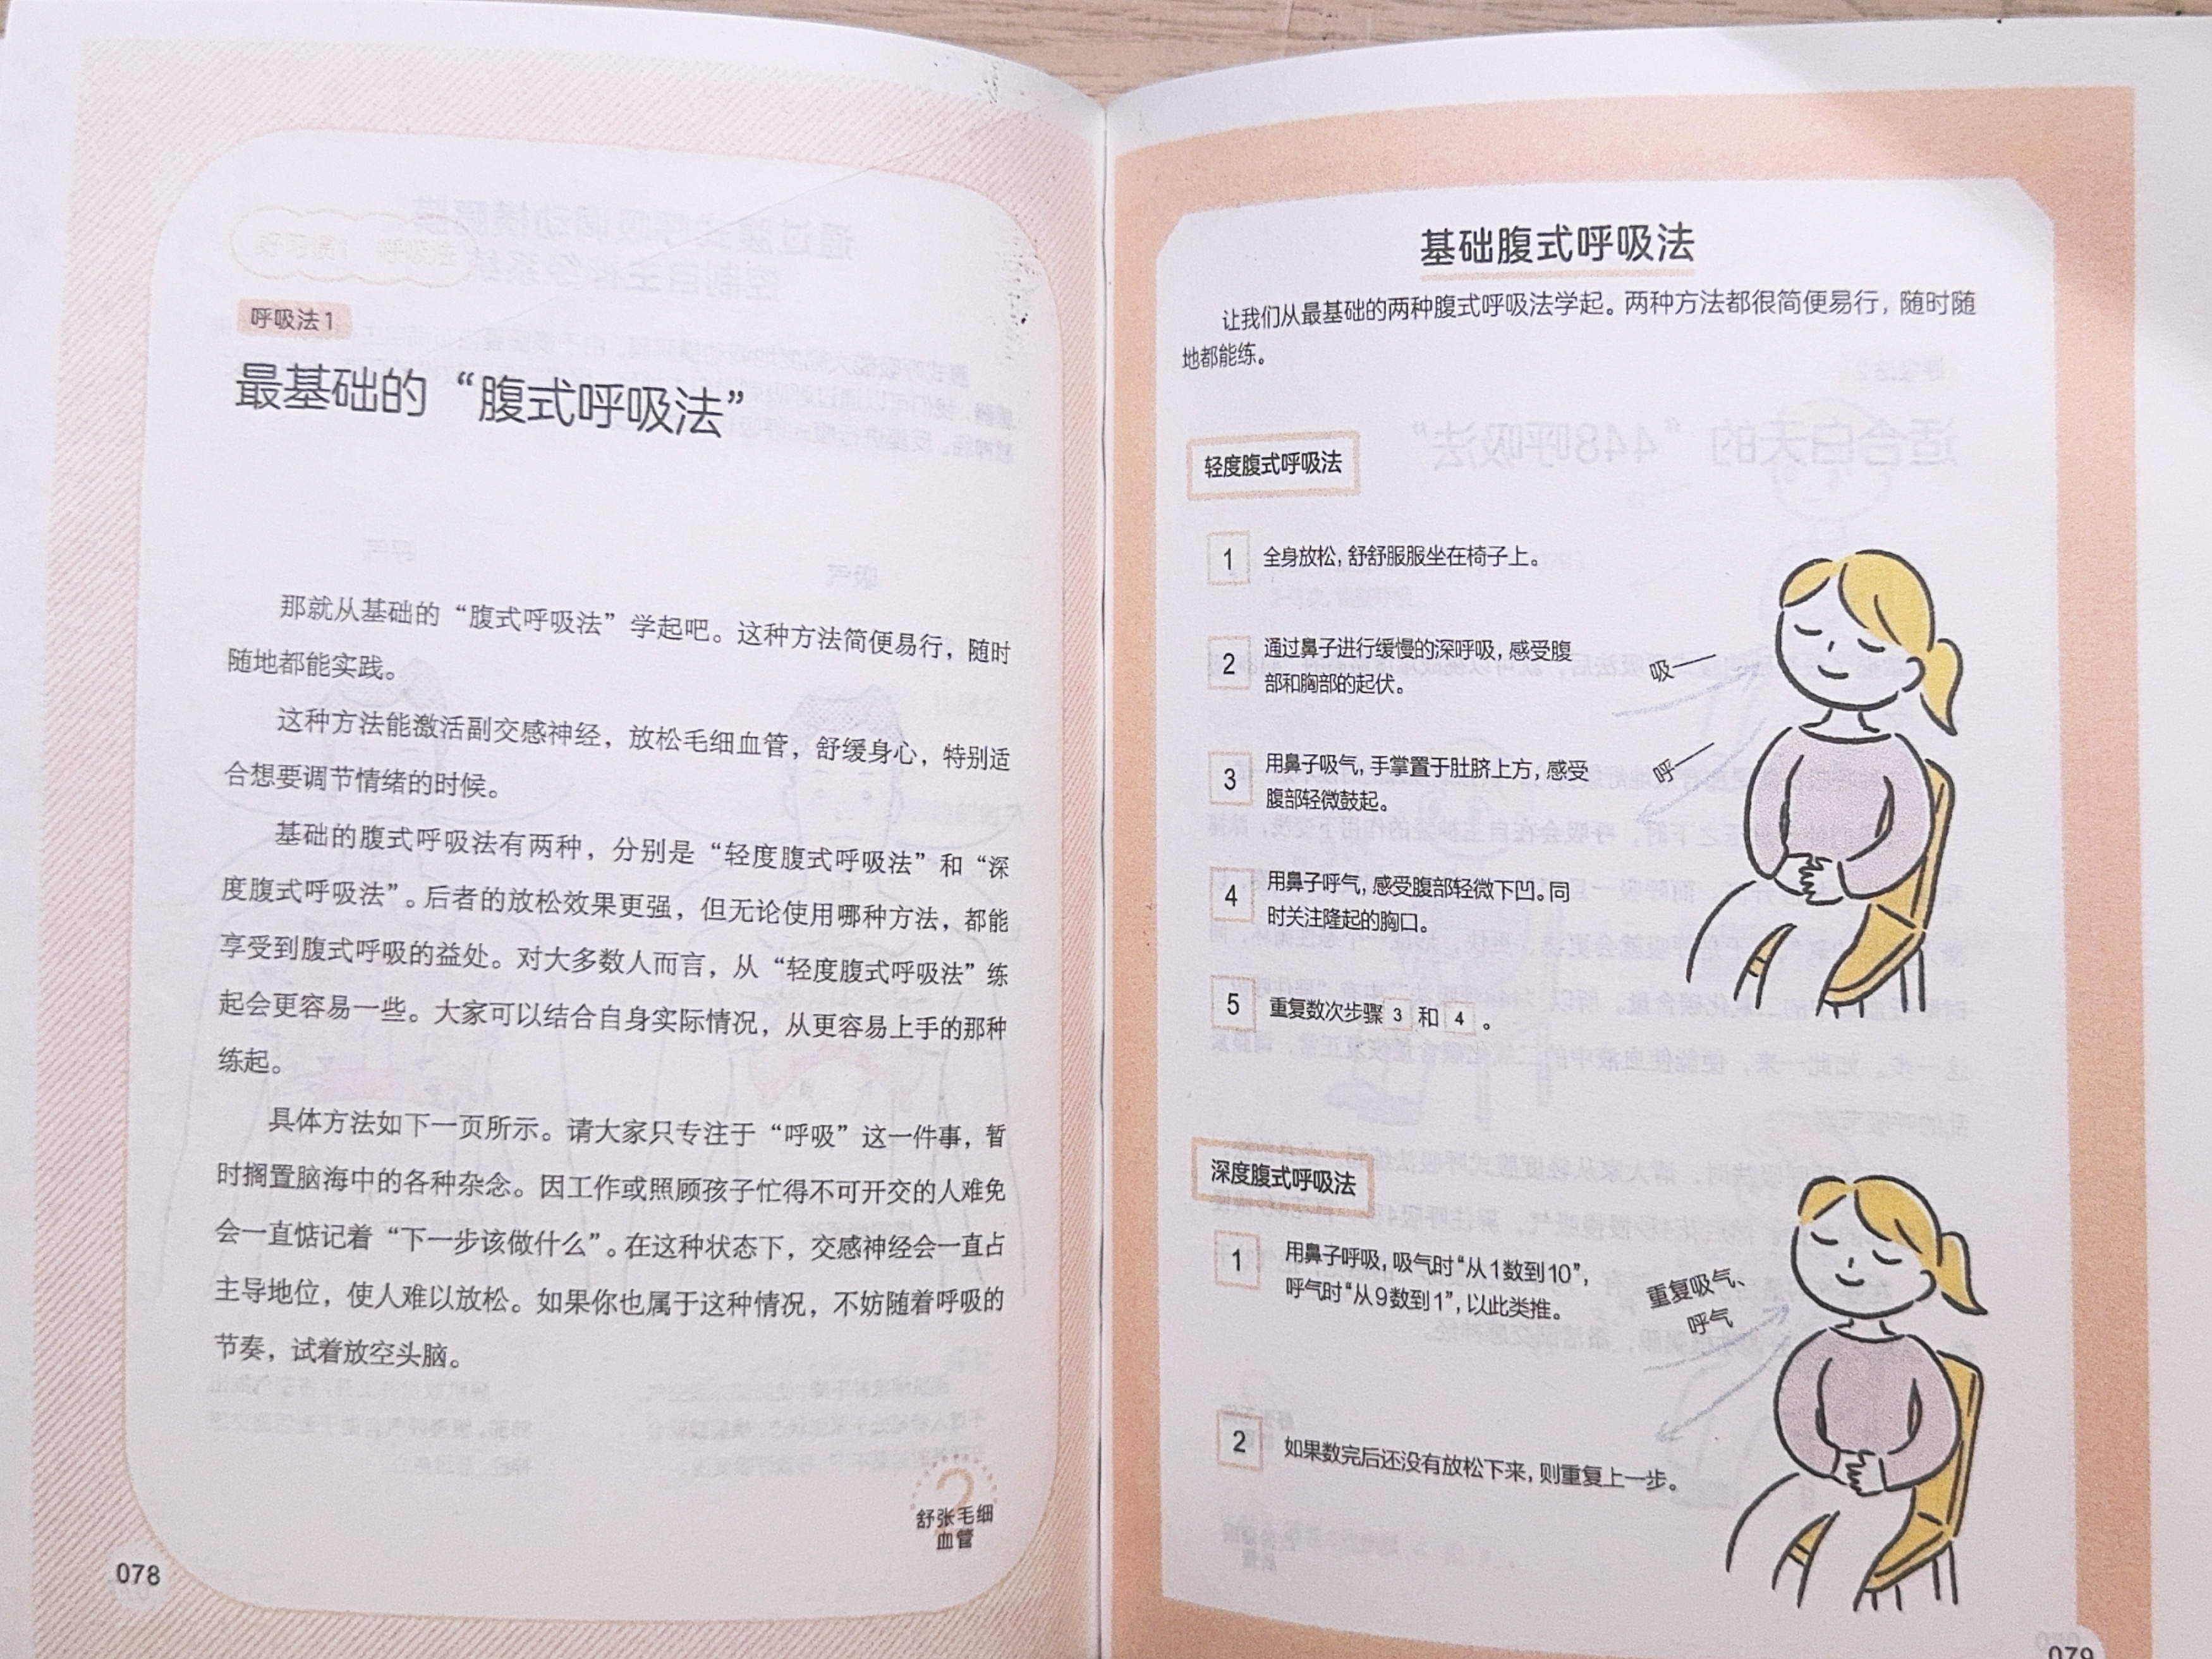 好习惯1 呼吸法
呼吸法1
最基础的“腹式呼吸法”
那就从基础的“腹式呼吸法”学起吧。这种方法简便易行，随时
随地都能实践。
这种方法能激活副交感神经，放松毛细血管，舒缓身心，特别适
合想要调节情绪的时候。
基础的腹式呼吸法有两种，分别是“轻度腹式呼吸法”和“深
度腹式呼吸法”。后者的放松效果更强，但无论使用哪种方法，都能
享受到腹式呼吸的益处。对大多数人而言，从“轻度腹式呼吸法”练
起会更容易一些。大家可以结合自身实际情况，从更容易上手的那种
练起。
具体方法如下一页所示。请大家只专注于“呼吸”这一件事，暂
时搁置脑海中的各种杂念。因工作或照顾孩子忙得不可开交的人难免
会一直惦记着“下一步该做什么”。在这种状态下，交感神经会一直占
主导地位，使人难以放松。如果你也属于这种情况，不妨随着呼吸的
节奏，试着放空头脑。
2
舒张毛细
血管
078
基础腹式呼吸法
让我们从最基础的两种腹式呼吸法学起。两种方法都很简便易行，随时随
地都能练。
轻度腹式呼吸法
1 全身放松，舒舒服服坐在椅子上。
2 通过鼻子进行缓慢的深呼吸，感受腹
部和胸部的起伏。
3 用鼻子吸气，手掌置于肚脐上方，感受
腹部轻微鼓起。
4 用鼻子呼气，感受腹部轻微下凹。同
时关注隆起的胸口。
5 重复数次步骤 3 和 4 。
吸
呼
深度腹式呼吸法
1 用鼻子呼吸，吸气时“从1数到10”，
呼气时“从9数到1”，以此类推。
重复吸气、
呼气
2 如果数完后还没有放松下来，则重复上一步。
079